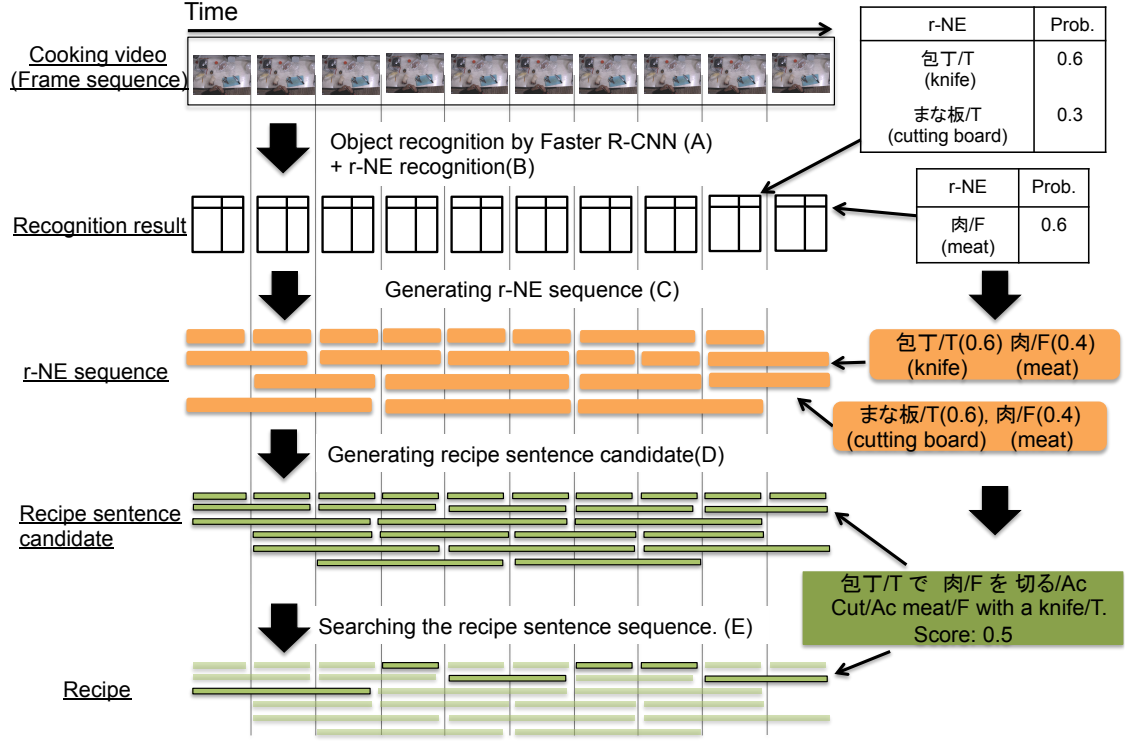 Time
Cooking video
(Frame sequence)
r-NE Prob.
包丁/T 0.6
(knife)
まな板/T 0.3
(cutting board)
Object recognition by Faster R-CNN (A)
+ r-NE recognition(B)
Recognition result
r-NE Prob.
肉/F 0.6
(meat)
Generating r-NE sequence (C)
r-NE sequence
包丁/T(0.6) 肉/F(0.4)
(knife) (meat)
まな板/T(0.6), 肉/F(0.4)
(cutting board) (meat)
Generating recipe sentence candidate(D)
Recipe sentence
candidate
包丁/T で 肉/F を 切る/Ac
Cut/Ac meat/F with a knife/T.
Score: 0.5
Searching the recipe sentence sequence. (E)
Recipe